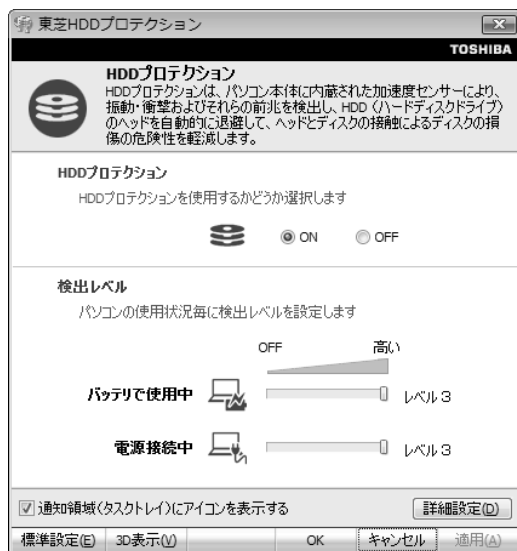 東芝HDDプロテクション
TOSHIBA
HDDプロテクション
HDDプロテクションは、パソコン本体に内蔵された加速度センサーにより、
振動・衝撃およびそれらの前兆を検出し、HDD（ハードディスクドライブ）
のヘッドを自動的に退避して、ヘッドとディスクの接触によるディスクの損
傷の危険性を軽減します。
HDDプロテクション
HDDプロテクションを使用するかどうか選択します
ON OFF
検出レベル
パソコンの使用状況毎に検出レベルを設定します
OFF 高い
バッテリで使用中 レベル 3
電源接続中 レベル 3
通知領域(タスクトレイ)にアイコンを表示する 詳細設定(D)
標準設定(E) 3D表示(V) OK キャンセル 適用(A)